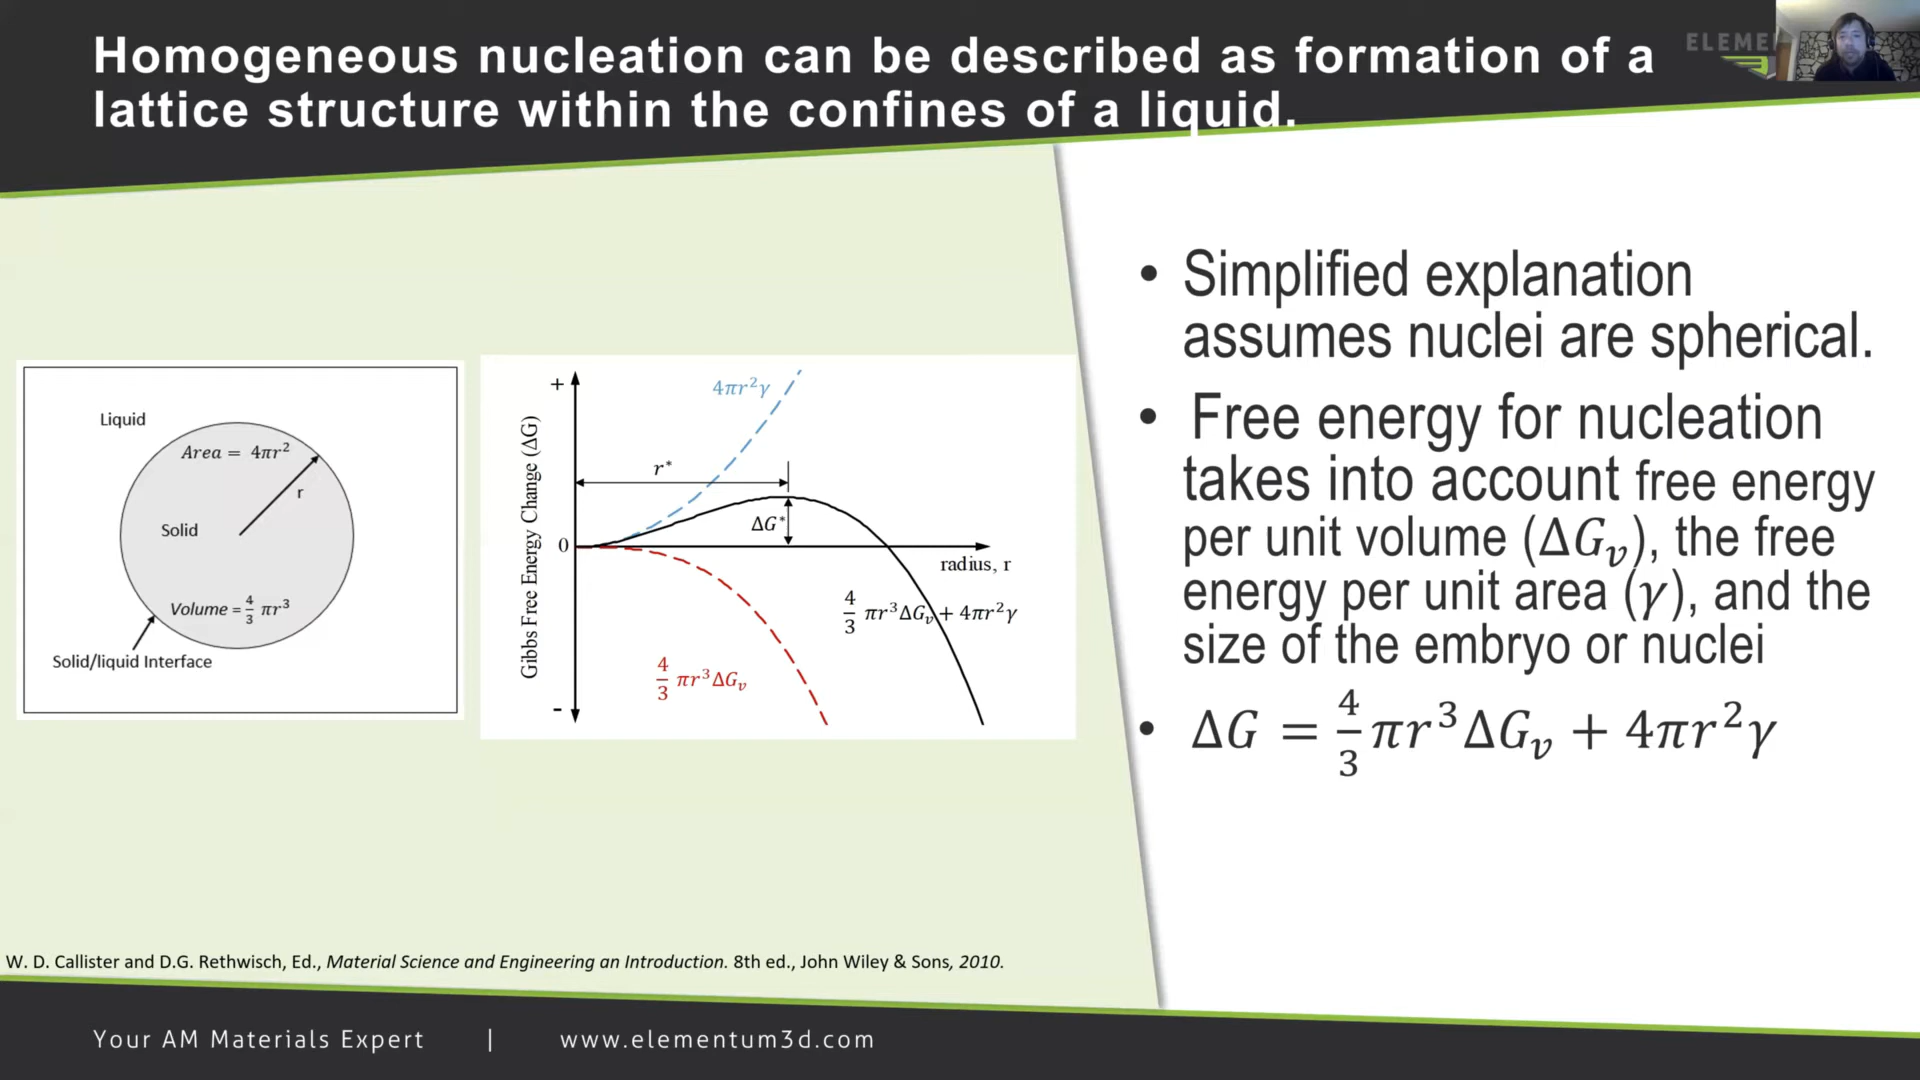 Homogeneous nucleation can be described as formation of a
lattice structure within the confines of a liquid.
ELEME
Liquid
Area = 4πr²
r
Solid
Volume = 4/3 πr³
Solid/liquid Interface
Gibbs Free Energy Change (ΔG)
+
0
-
4πr²γ
r*
ΔG*
radius, r
4/3 πr³ΔGᵥ + 4πr²γ
4/3 πr³ΔGᵥ
• Simplified explanation
assumes nuclei are spherical.
• Free energy for nucleation
takes into account free energy
per unit volume (ΔGᵥ), the free
energy per unit area (γ), and the
size of the embryo or nuclei
• ΔG = 4/3 πr³ΔGᵥ + 4πr²γ
W. D. Callister and D.G. Rethwisch, Ed., Material Science and Engineering an Introduction. 8th ed., John Wiley & Sons, 2010.
Your AM Materials Expert | www.elementum3d.com